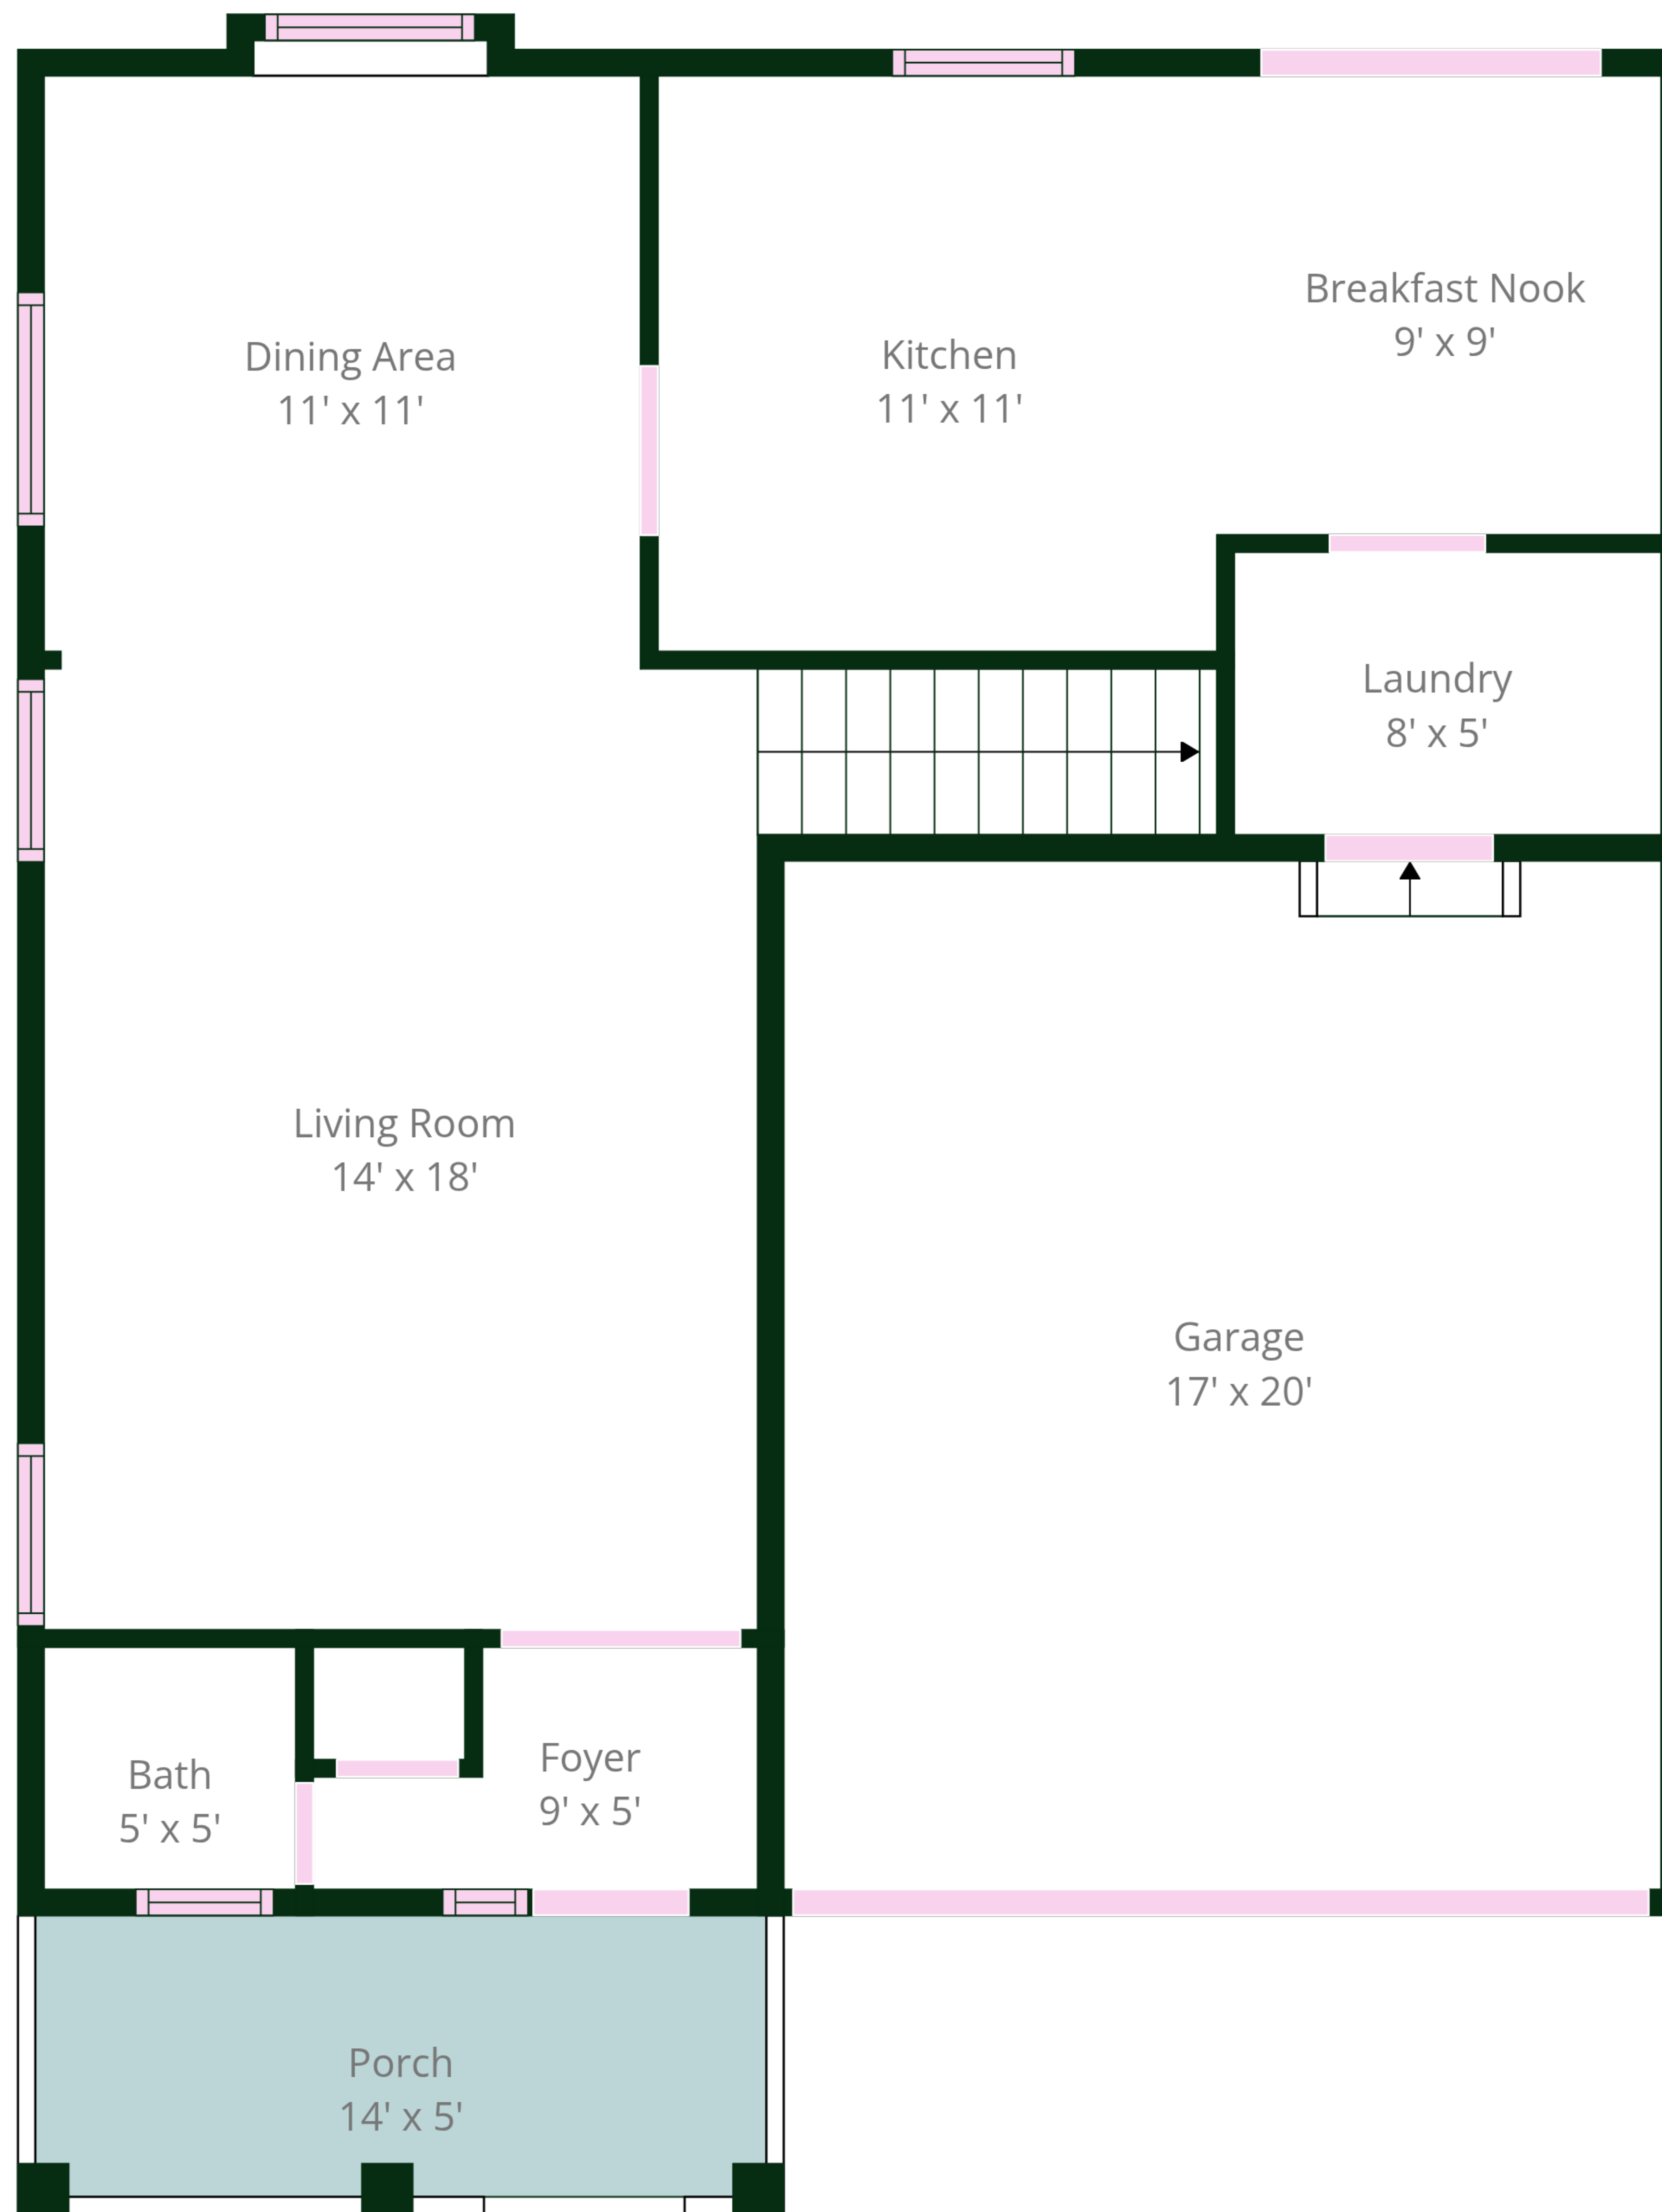 Breakfast Nook
9' x 9'
Dining Area
11' x 11'
Kitchen
11' x 11'
Laundry
8' x 5'
Living Room
14' x 18'
Garage
17' x 20'
Foyer
9' x 5'
Bath
5' x 5'
Porch
14' x 5'